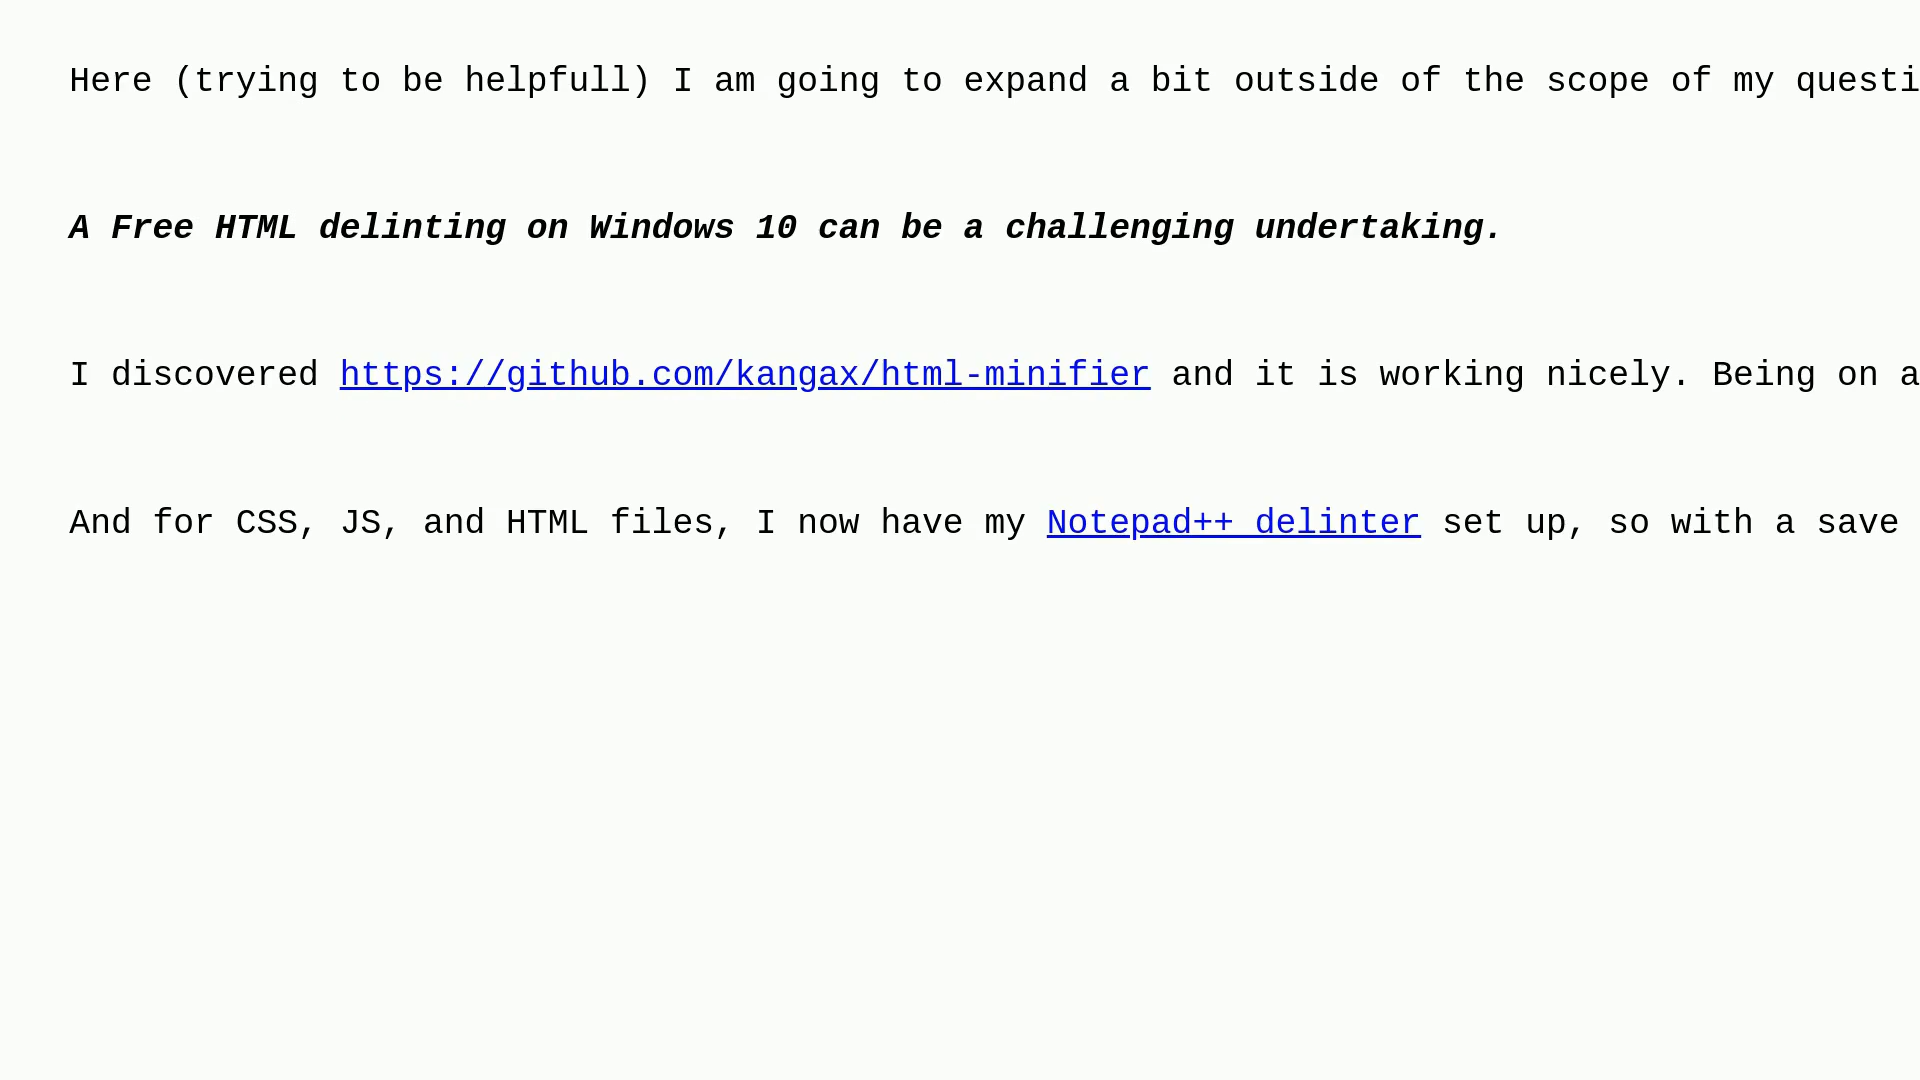 Here (trying to be helpfull) I am going to expand a bit outside of the scope of my questi
A Free HTML delinting on Windows 10 can be a challenging undertaking.
I discovered https://github.com/kangax/html-minifier and it is working nicely. Being on a
And for CSS, JS, and HTML files, I now have my Notepad++ delinter set up, so with a save